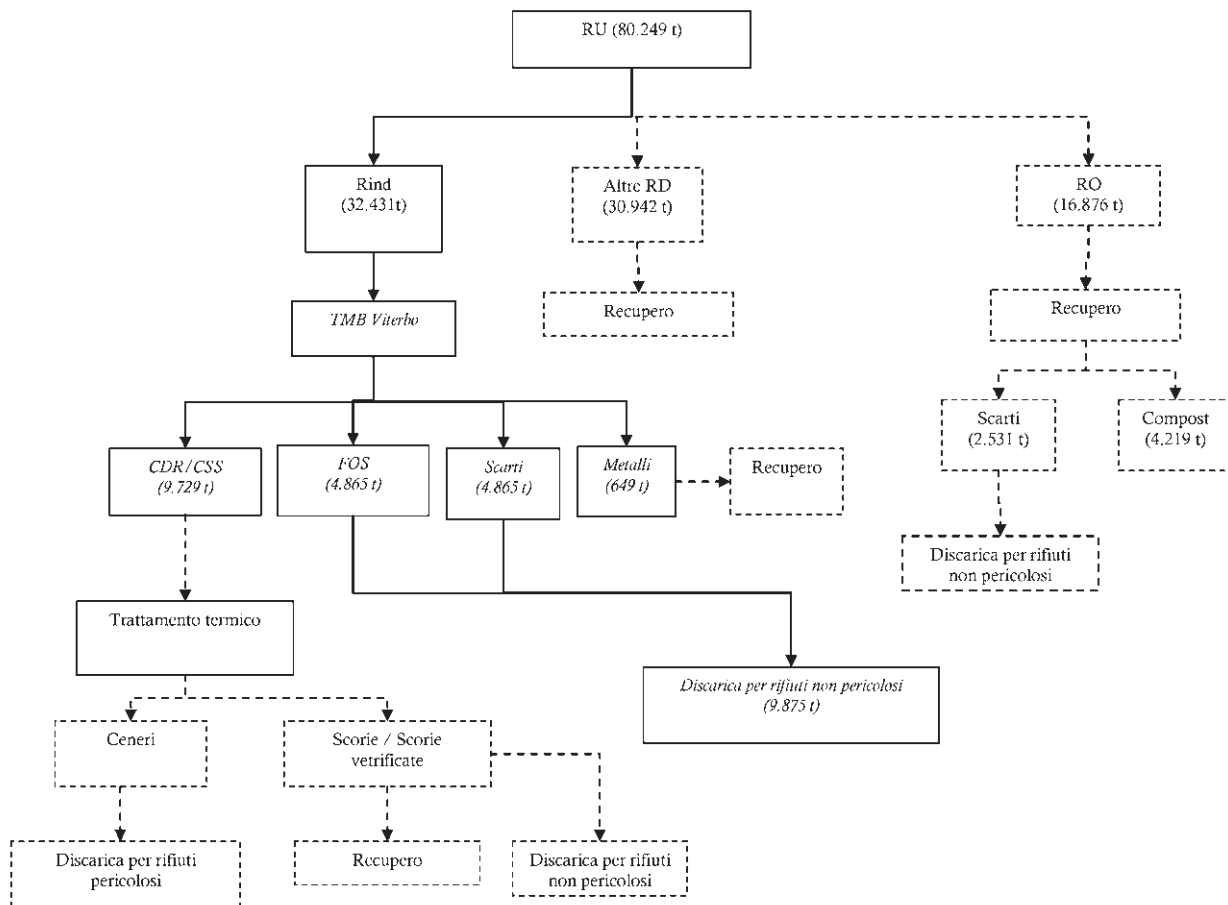 RU (80.249 t)
Rind
(32.431t)
Altro RD
(30.942 t)
RO
(16.876 t)
TMB Viterbo
Recupero
Recupero
CDR/CSS
(9.729 t)
FOS
(4.865 t)
Scarti
(4.865 t)
Metalli
(649 t)
Recupero
Scarti
(2.531 t)
Compost
(4.219 t)
Discarica per rifiuti
non pericolosi
Trattamento termico
Discarica per rifiuti non pericolosi
(9.875 t)
Ceneri
Scorie / Scorie
vetrificate
Discarica per rifiuti
pericolosi
Recupero
Discarica per rifiuti
non pericolosi